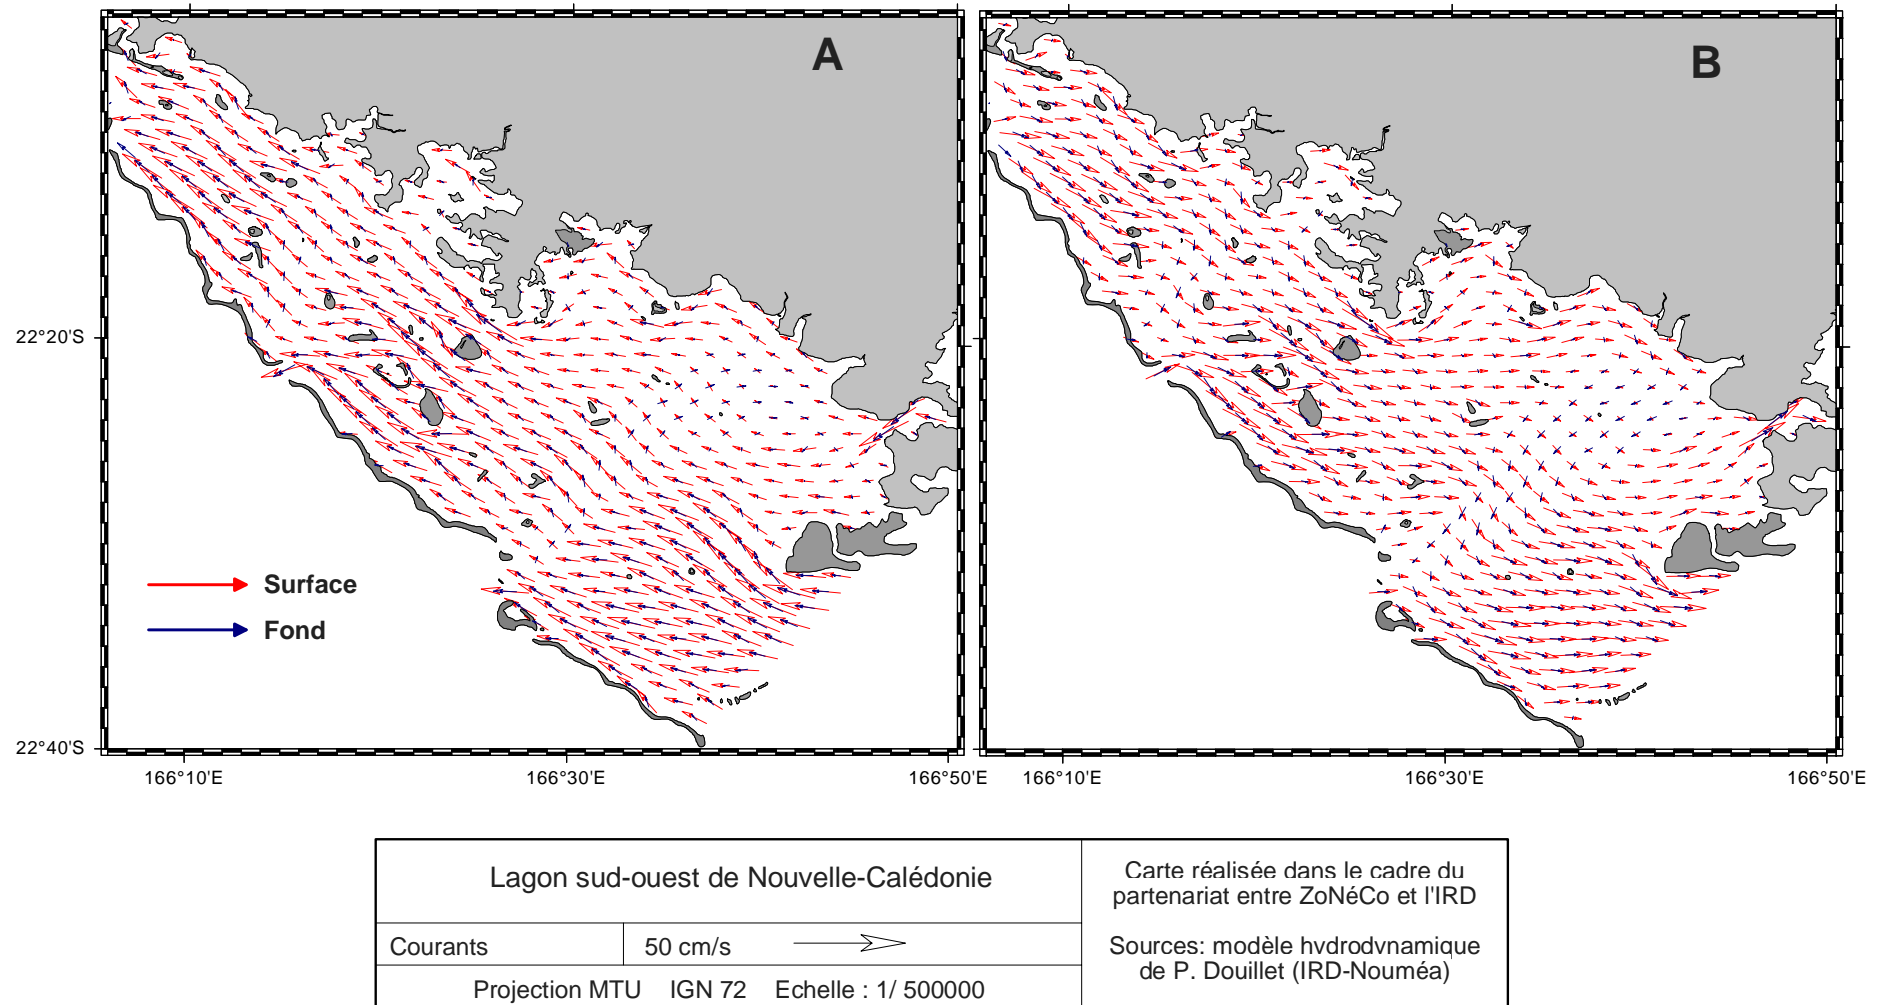 A
B
Surface
Fond
22°20'S
22°40'S
166°10'E
166°30'E
166°50'E
166°10'E
166°30'E
166°50'E
Lagon sud-ouest de Nouvelle-Calédonie
Courants
50 cm/s
Projection MTU IGN 72 Echelle : 1/ 500000
Carte réalisée dans le cadre du
partenariat entre ZoNéCo et l'IRD
Sources: modèle hydrodynamique
de P. Douillet (IRD-Nouméa)